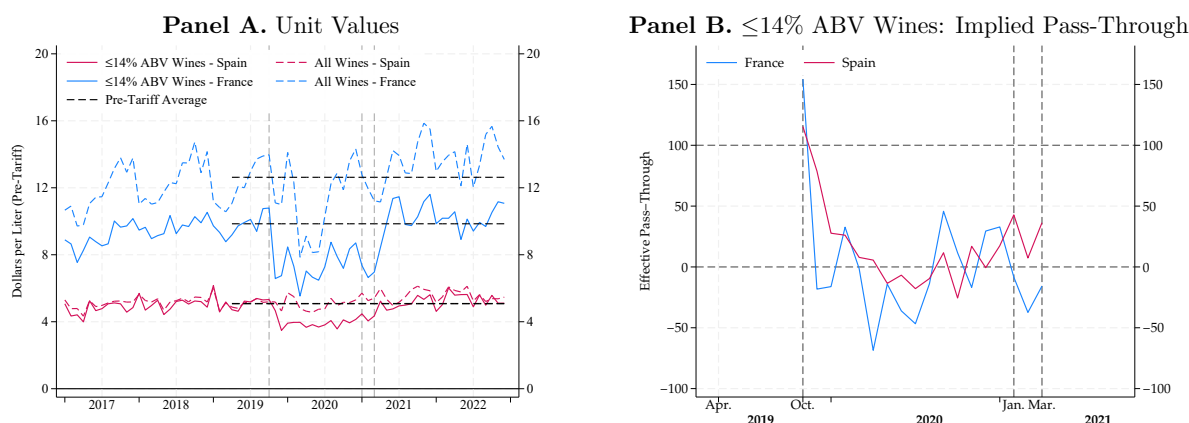 Panel A. Unit Values
20
16
12
8
4
0
Dollars per Liter (Pre-Tariff)
≤14% ABV Wines - Spain
≤14% ABV Wines - France
Pre-Tariff Average
All Wines - Spain
All Wines - France
20
16
12
8
4
0
2017 2018 2019 2020 2021 2022
Panel B. ≤14% ABV Wines: Implied Pass-Through
France Spain
150
100
50
0
−50
−100
Effective Pass−Through
150
100
50
0
−50
−100
Apr. Oct. Jan. Mar.
2019 2020 2021